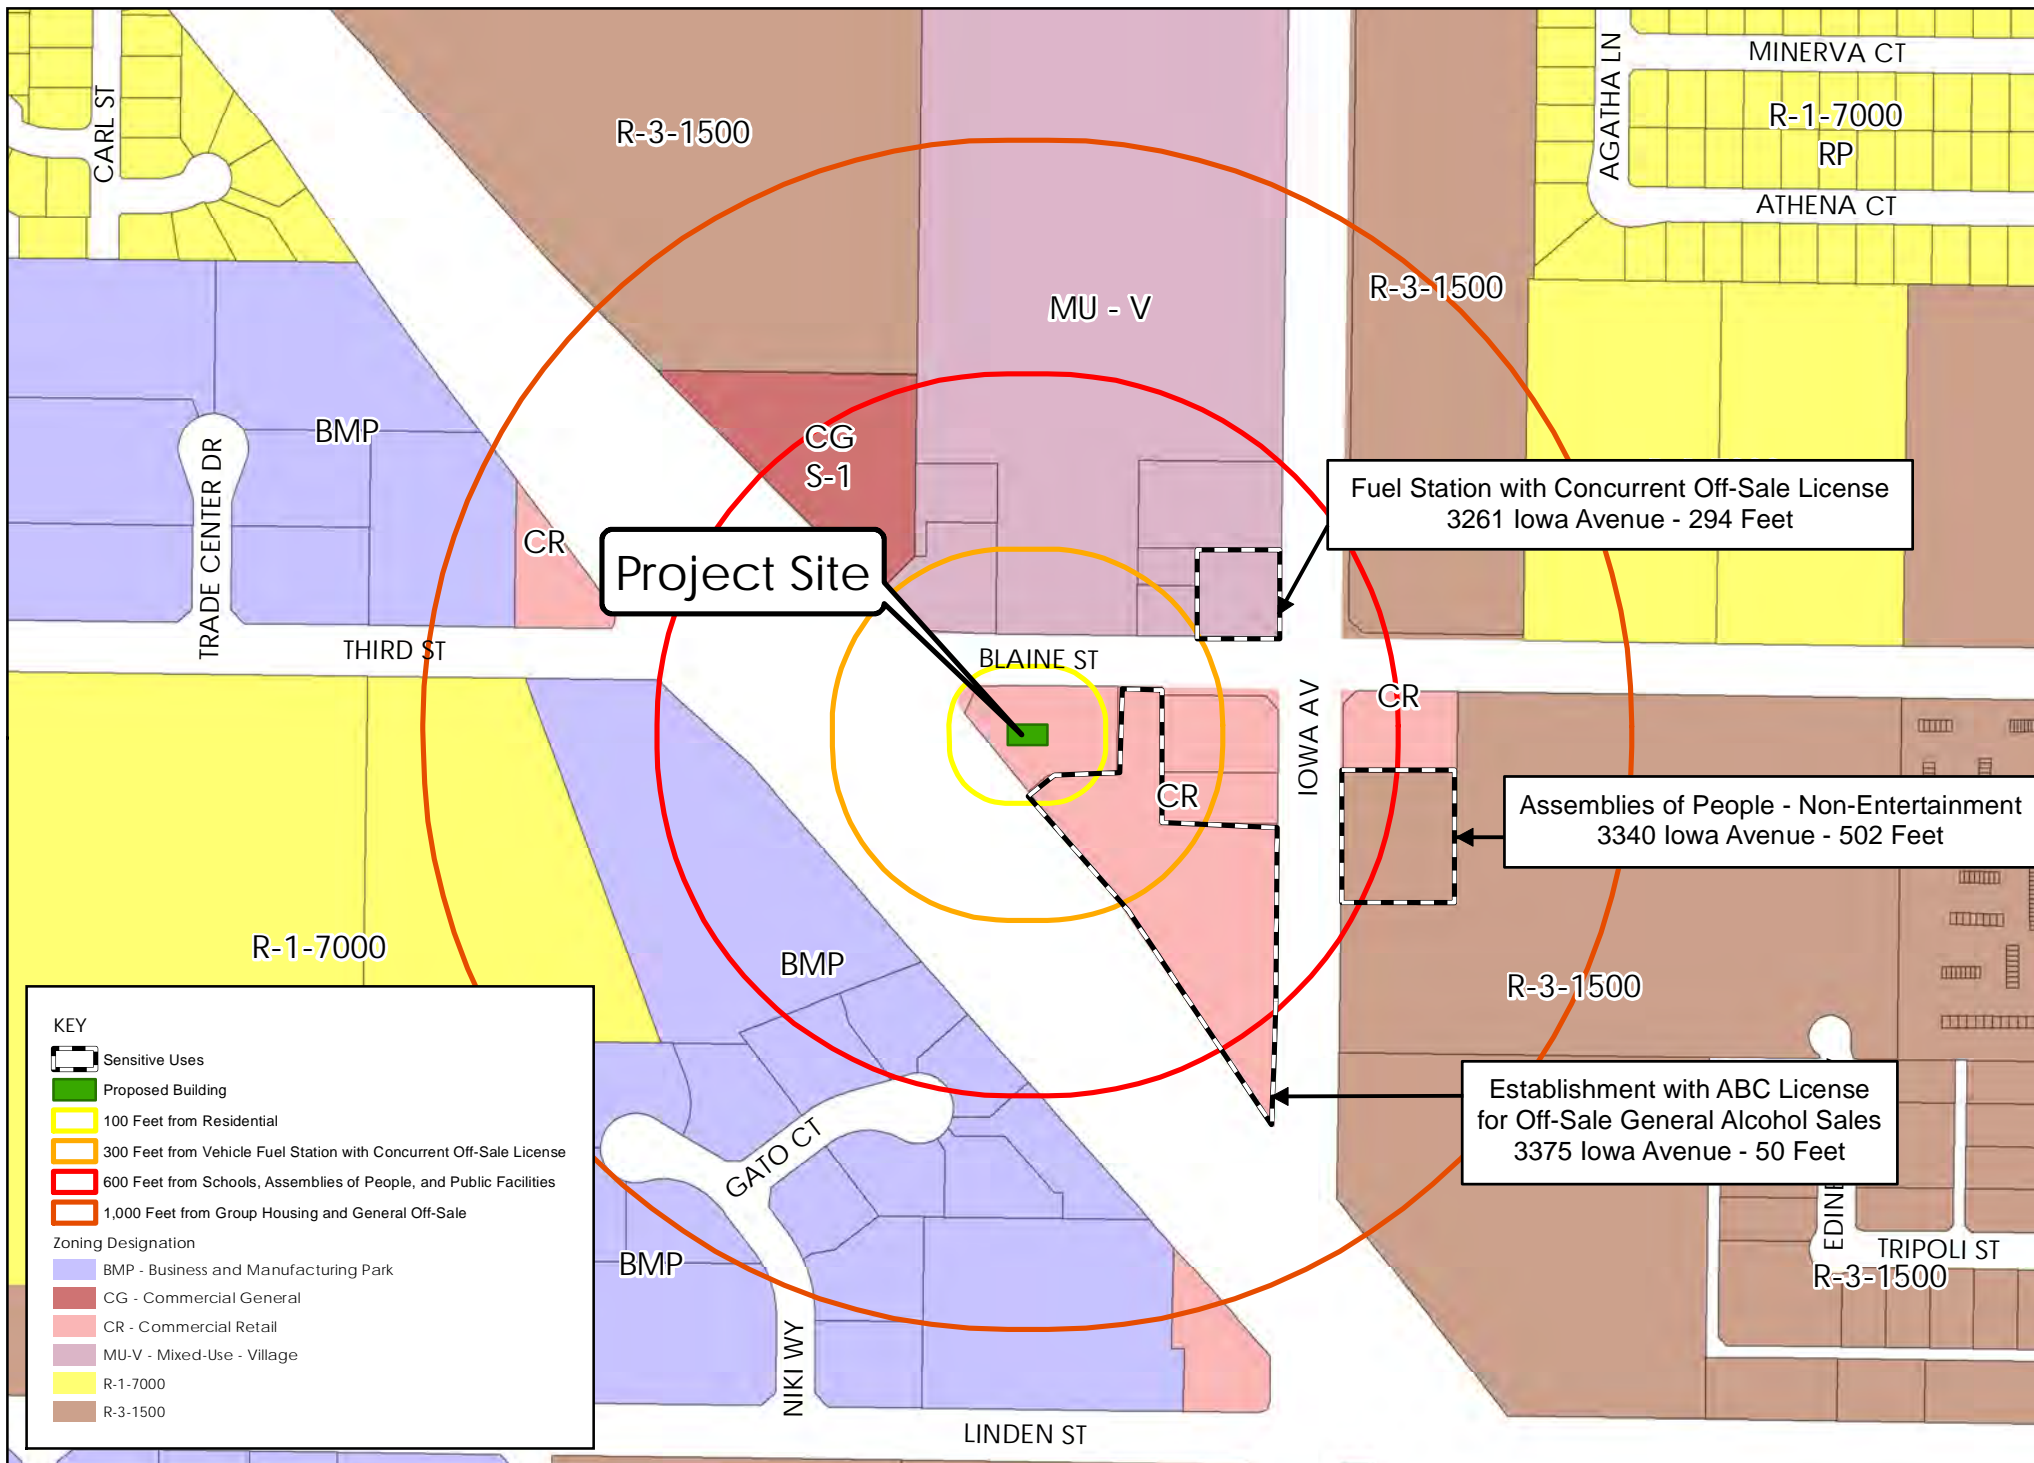 CARL ST
R-3-1500
AGATHA LN
MINERVA CT
R-1-7000
RP
ATHENA CT
R-3-1500
MU - V
BMP
TRADE CENTER DR
CG
S-1
CR
Fuel Station with Concurrent Off-Sale License
3261 Iowa Avenue - 294 Feet
Project Site
THIRD ST
BLAINE ST
IOWA AV
CR
CR
Assemblies of People - Non-Entertainment
3340 Iowa Avenue - 502 Feet
R-1-7000
BMP
R-3-1500
Establishment with ABC License
for Off-Sale General Alcohol Sales
3375 Iowa Avenue - 50 Feet
GATO CT
BMP
NIKI WY
TRIPOLI ST
R-3-1500
LINDEN ST
KEY
Sensitive Uses
Proposed Building
100 Feet from Residential
300 Feet from Vehicle Fuel Station with Concurrent Off-Sale License
600 Feet from Schools, Assemblies of People, and Public Facilities
1,000 Feet from Group Housing and General Off-Sale
Zoning Designation
BMP - Business and Manufacturing Park
CG - Commercial General
CR - Commercial Retail
MU-V - Mixed-Use - Village
R-1-7000
R-3-1500